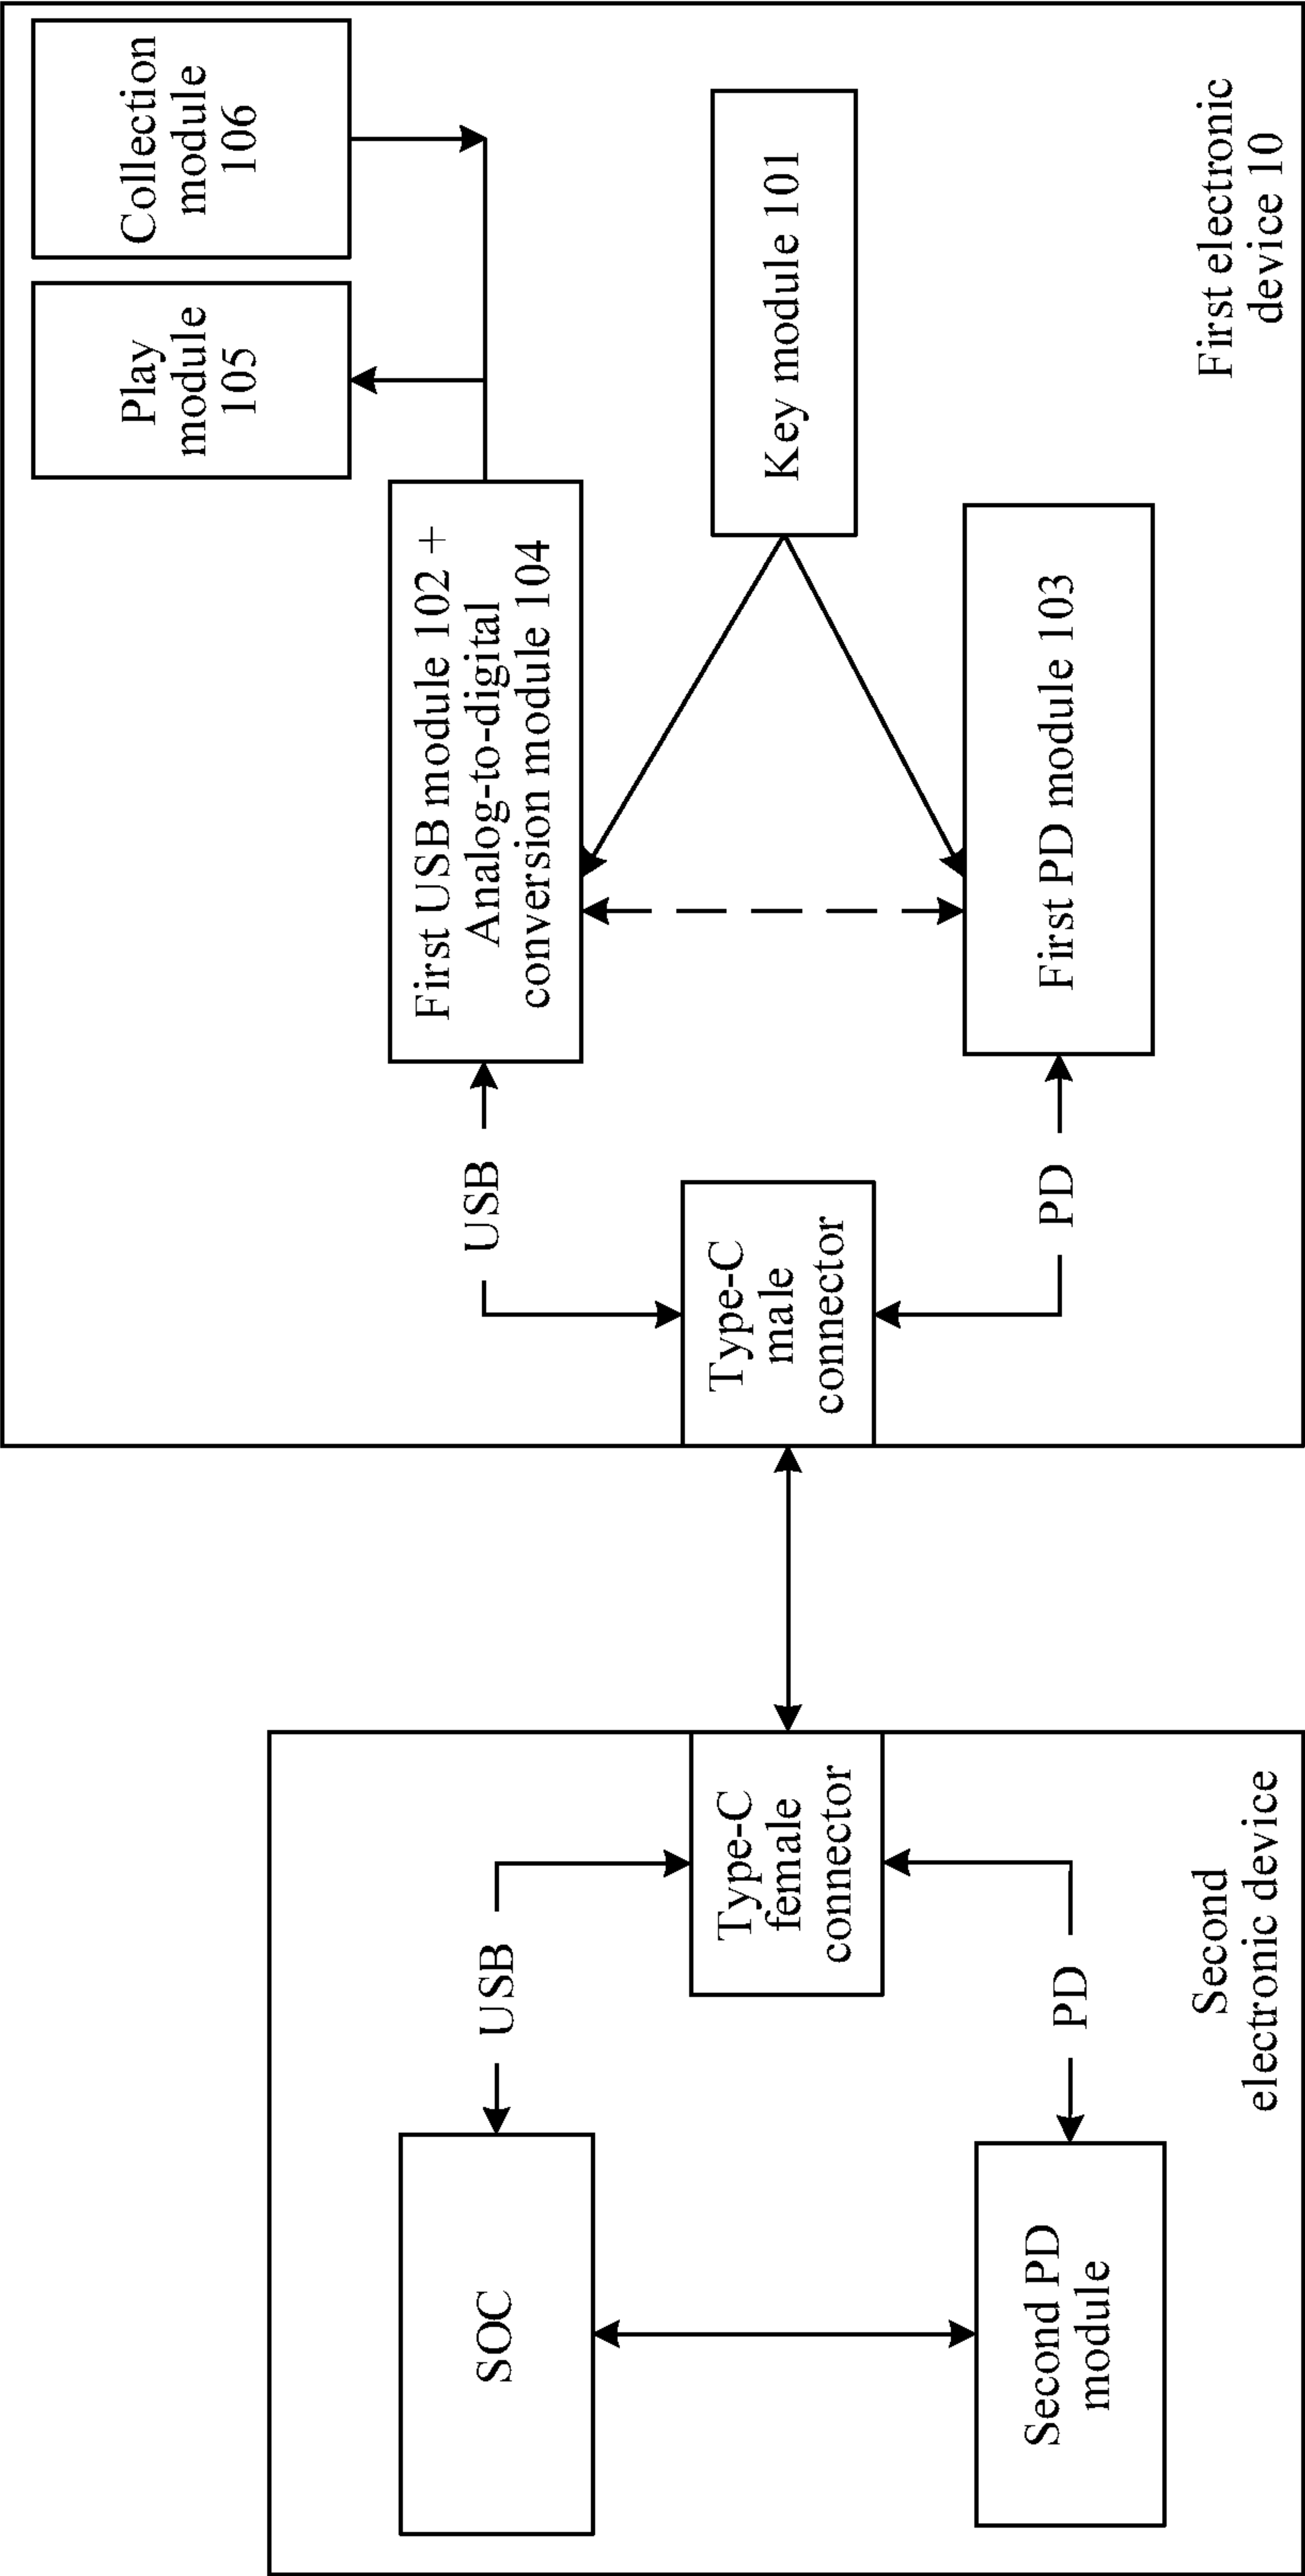 SOC
USB
Type-C
female
connector
PD
Second PD
module
Second
electronic device
USB
Type-C
male
connector
PD
First USB module 102 +
Analog-to-digital
conversion module 104
First PD module 103
Key module 101
Play
module
105
Collection
module
106
First electronic
device 10